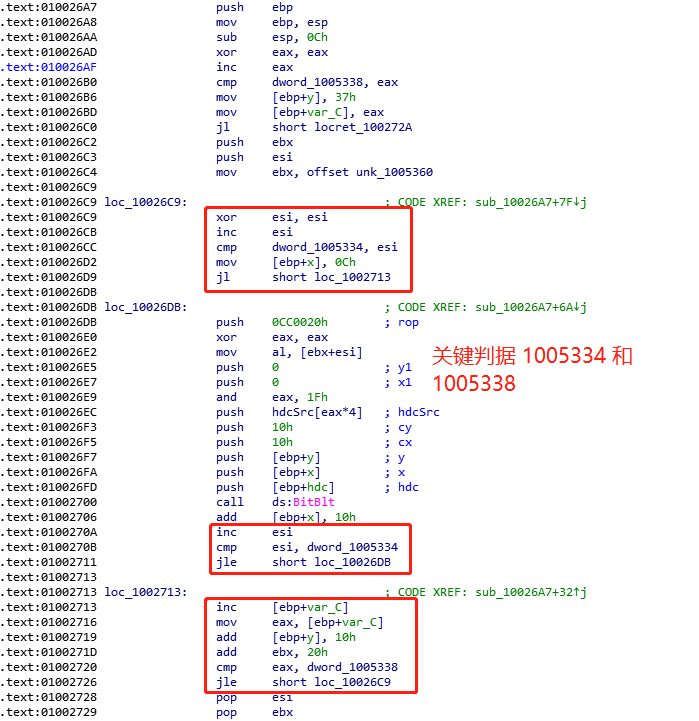 .text:010026A7 push ebp
.text:010026A8 mov ebp, esp
.text:010026AA sub esp, 0Ch
.text:010026AD xor eax, eax
.text:010026AF inc eax
.text:010026B0 cmp dword_1005338, eax
.text:010026B6 mov [ebp+y], 37h
.text:010026BD mov [ebp+var_C], eax
.text:010026C0 jl short locret_100272A
.text:010026C2 push ebx
.text:010026C3 push esi
.text:010026C4 mov ebx, offset unk_1005360
.text:010026C9
.text:010026C9 loc_10026C9: ; CODE XREF: sub_10026A7+7F↓j
.text:010026C9 xor esi, esi
.text:010026CB inc esi
.text:010026CC cmp dword_1005334, esi
.text:010026D2 mov [ebp+x], 0Ch
.text:010026D9 jl short loc_1002713
.text:010026DB
.text:010026DB loc_10026DB: ; CODE XREF: sub_10026A7+6A↓j
.text:010026DB push 0CC0020h ; rop
.text:010026E0 xor eax, eax
.text:010026E2 mov al, [ebx+esi]
.text:010026E5 push 0 ; y1
.text:010026E7 push 0 ; x1
.text:010026E9 and eax, 1Fh
.text:010026EC push hdcSrc[eax*4] ; hdcSrc
.text:010026F3 push 10h ; cy
.text:010026F5 push 10h ; cx
.text:010026F7 push [ebp+y] ; y
.text:010026FA push [ebp+x] ; x
.text:010026FD push [ebp+hdc] ; hdc
.text:01002700 call ds:BitBlt
.text:01002706 add [ebp+x], 10h
.text:0100270A inc esi
.text:0100270B cmp esi, dword_1005334
.text:01002711 jle short loc_10026DB
.text:01002713
.text:01002713 loc_1002713: ; CODE XREF: sub_10026A7+32↑j
.text:01002713 inc [ebp+var_C]
.text:01002716 mov eax, [ebp+var_C]
.text:01002719 add [ebp+y], 10h
.text:0100271D add ebx, 20h
.text:01002720 cmp eax, dword_1005338
.text:01002726 jle short loc_10026C9
.text:01002728 pop esi
.text:01002729 pop ebx
关键判据 1005334 和
1005338